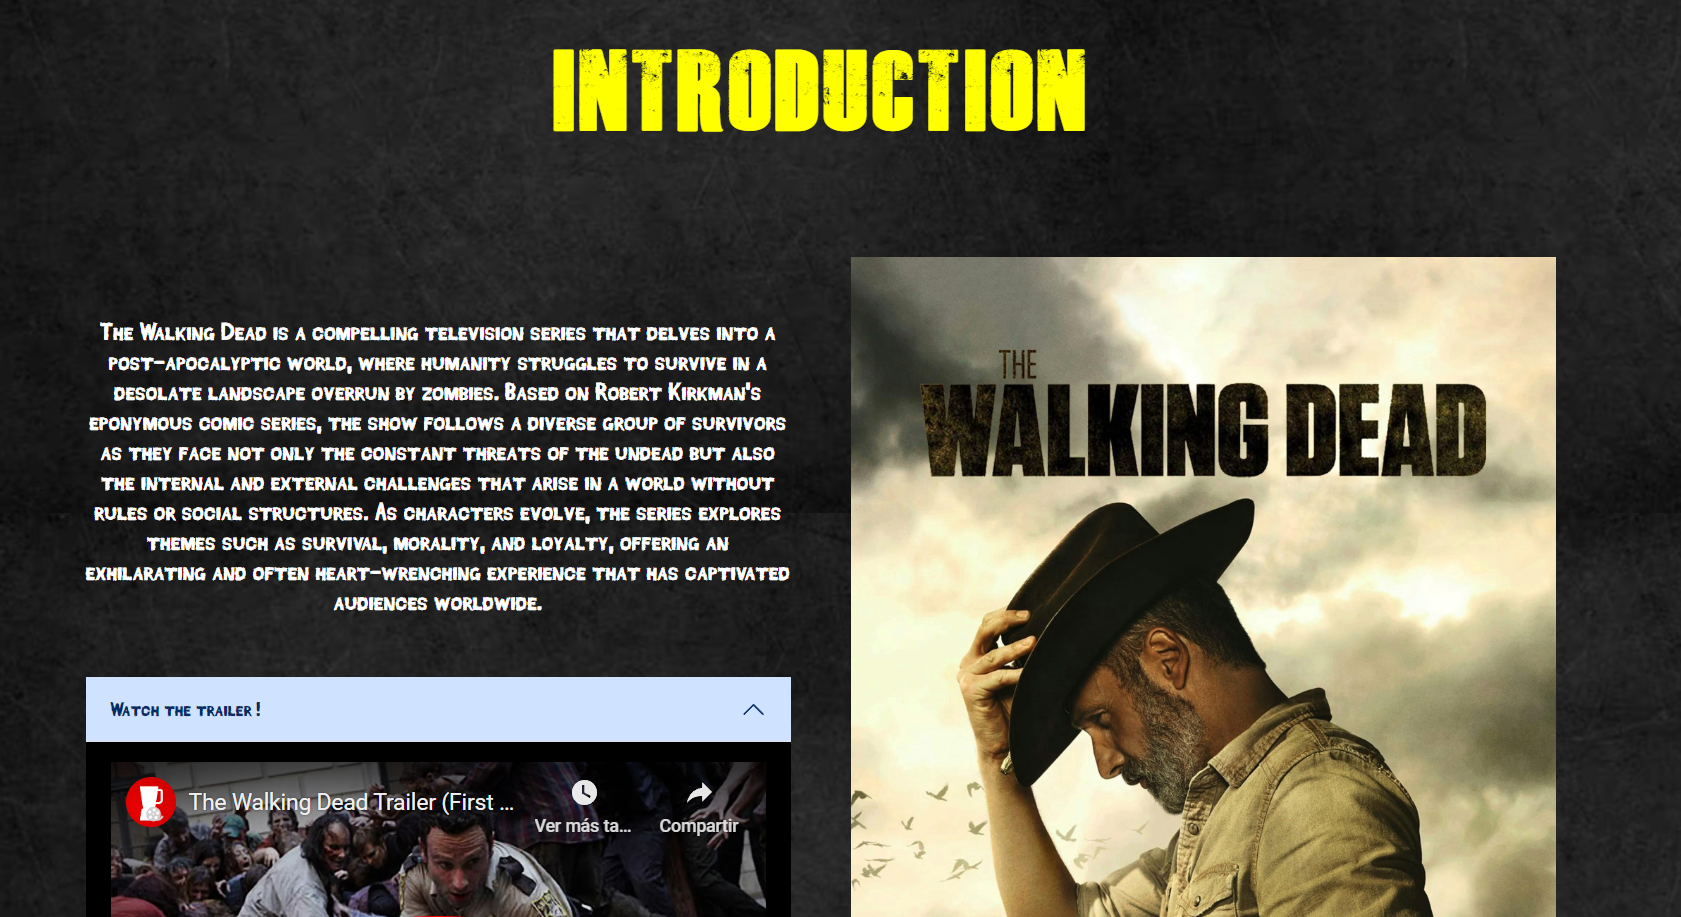 INTRODUCTION
The Walking Dead is a compelling television series that delves into a
post-apocalyptic world, where humanity struggles to survive in a
desolate landscape overrun by zombies. Based on Robert Kirkman's
eponymous comic series, the show follows a diverse group of survivors
as they face not only the constant threats of the undead but also
the internal and external challenges that arise in a world without
rules or social structures. As characters evolve, the series explores
themes such as survival, morality, and loyalty, offering an
exhilarating and often heart-wrenching experience that has captivated
audiences worldwide.
Watch the trailer!
The Walking Dead Trailer (First ...
Ver más ta...
Compartir
THE
WALKING DEAD